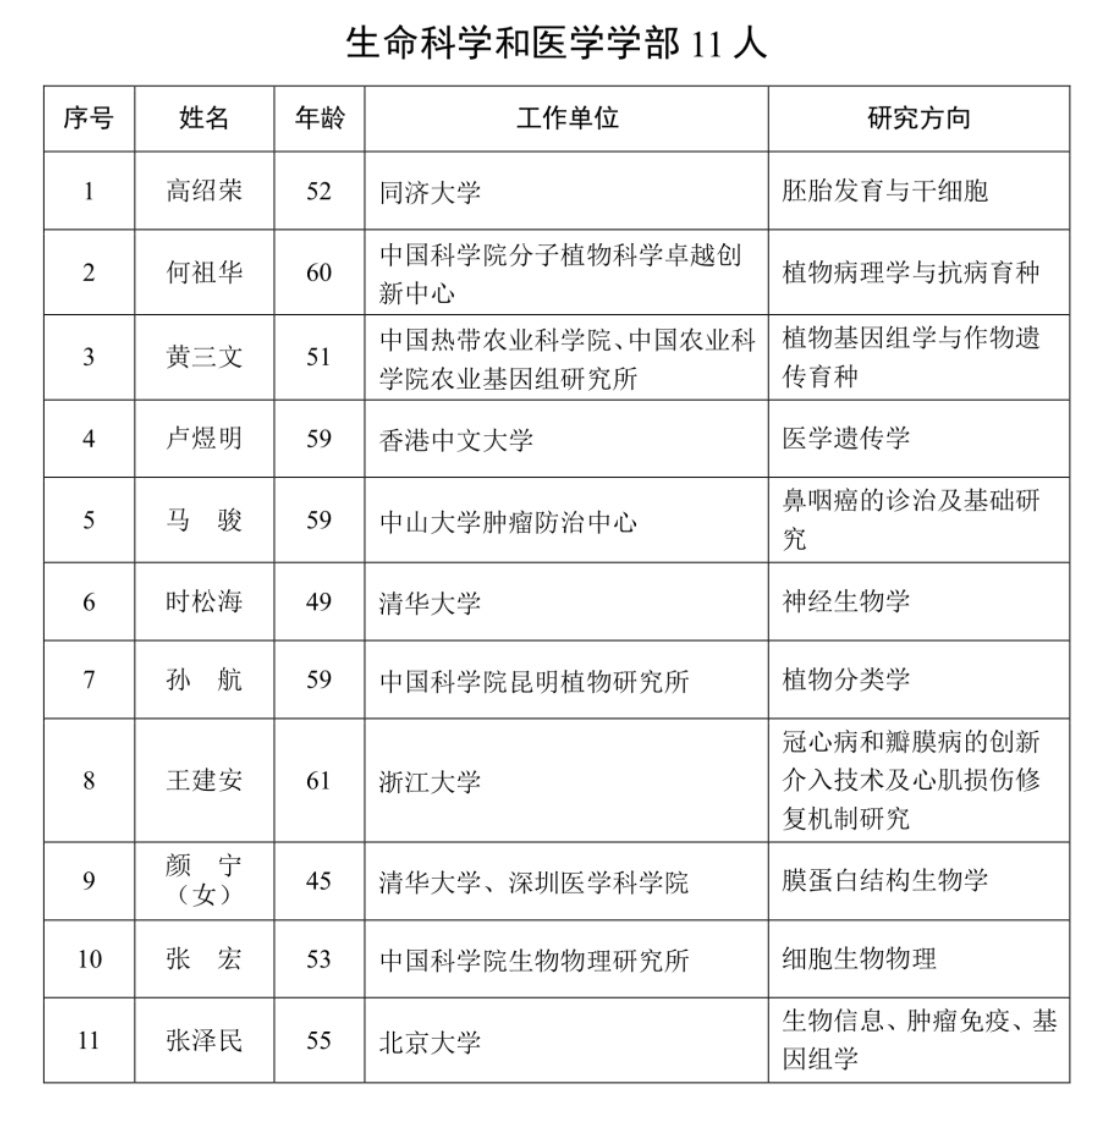 生命科学和医学学部 11 人
序号 姓名 年龄 工作单位 研究方向
1 高绍荣 52 同济大学 胚胎发育与干细胞
2 何祖华 60 中国科学院分子植物科学卓越创
新中心 植物病理学与抗病育种
3 黄三文 51 中国热带农业科学院、中国农业科
学院农业基因组研究所 植物基因组学与作物遗
传育种
4 卢煜明 59 香港中文大学 医学遗传学
5 马 骏 59 中山大学肿瘤防治中心 鼻咽癌的诊治及基础研
究
6 时松海 49 清华大学 神经生物学
7 孙 航 59 中国科学院昆明植物研究所 植物分类学
8 王建安 61 浙江大学 冠心病和瓣膜病的创新
介入技术及心肌损伤修
复机制研究
9 颜 宁
（女） 45 清华大学、深圳医学科学院 膜蛋白结构生物学
10 张 宏 53 中国科学院生物物理研究所 细胞生物物理
11 张泽民 55 北京大学 生物信息、肿瘤免疫、基
因组学